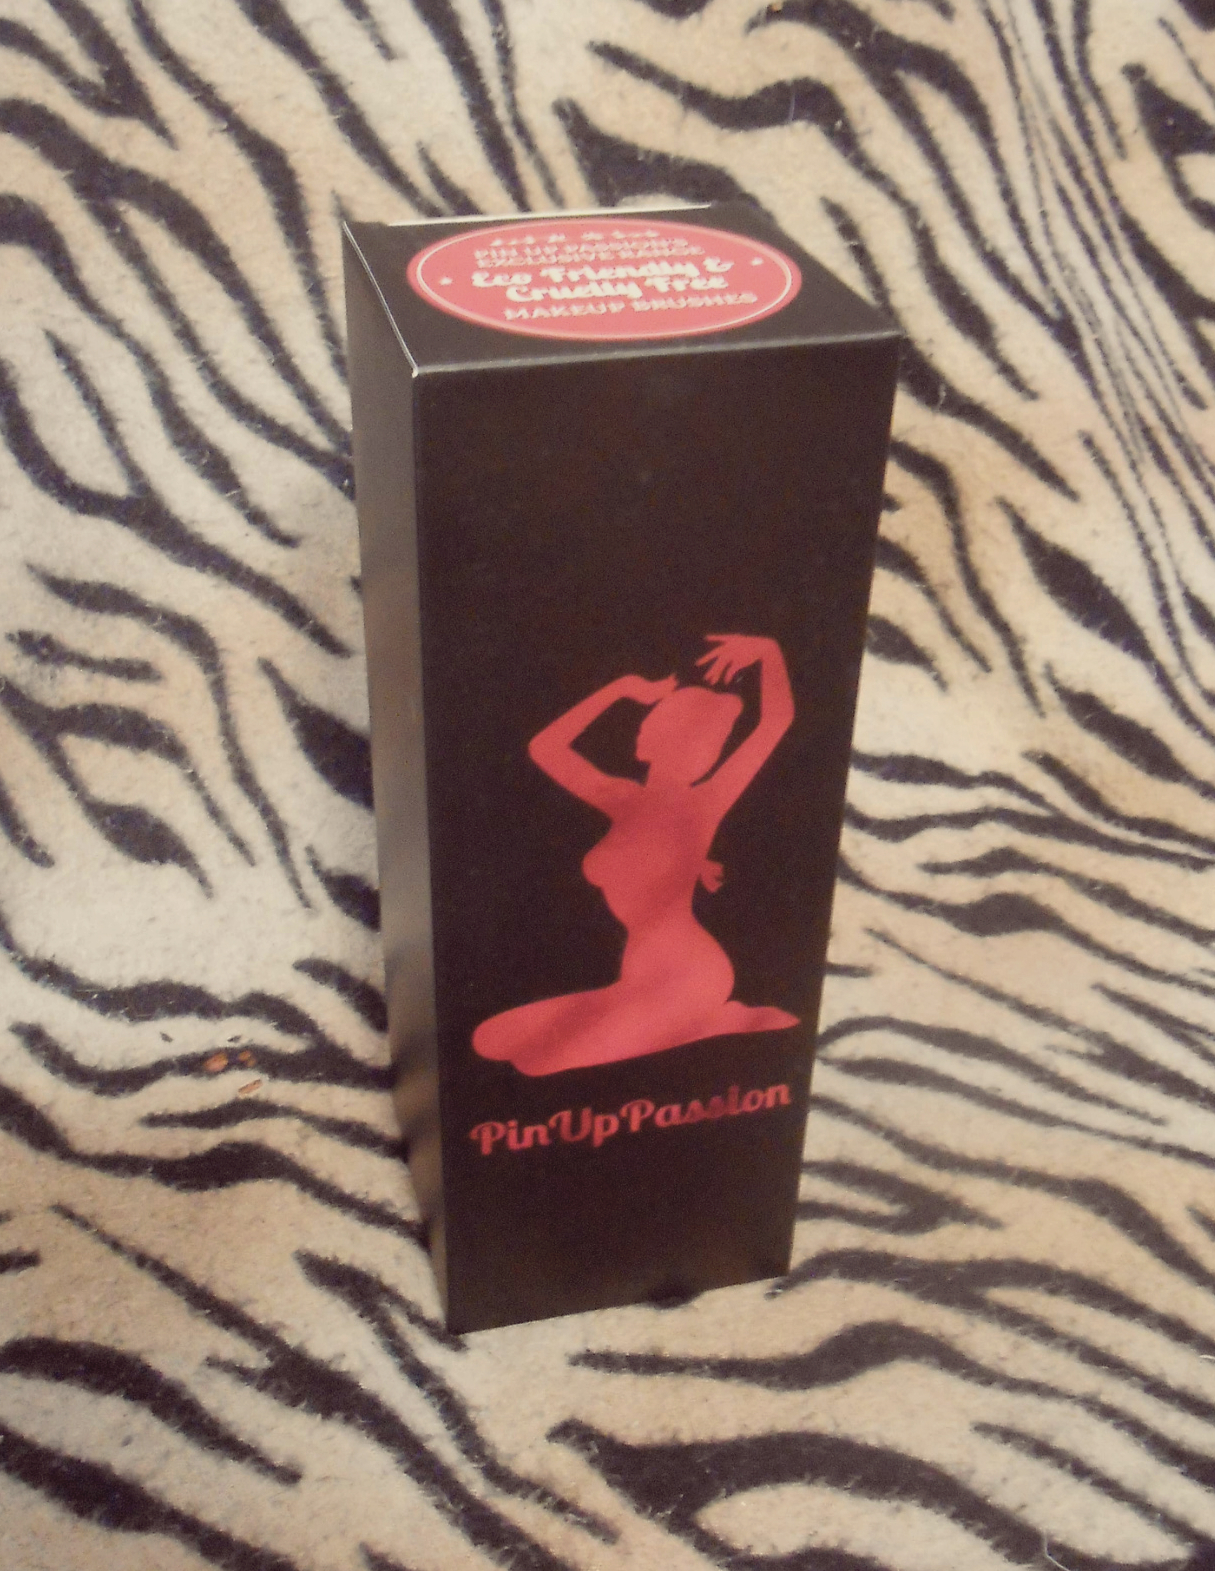 PIN UP PASSION'S
EXCLUSIVE RANGE
Eco Friendly &
Cruelty Free
MAKEUP BRUSHES
PinUpPassion